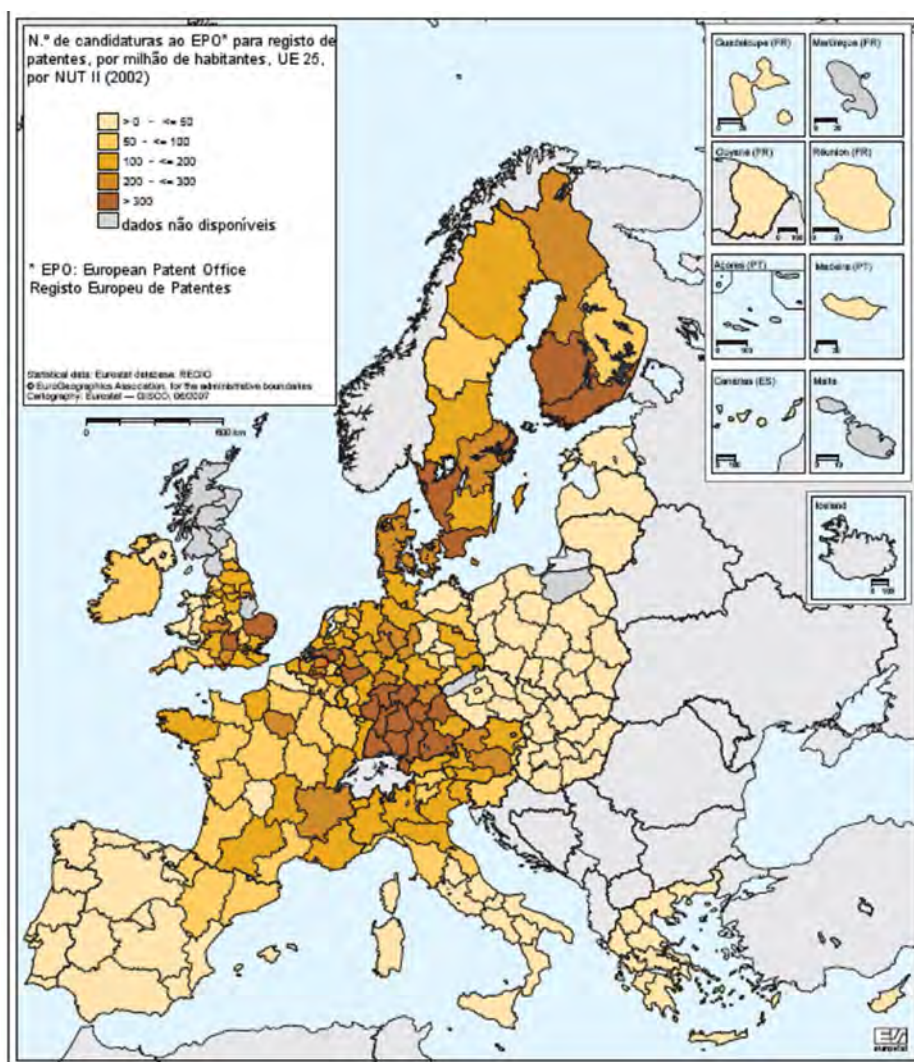 N.º de candidaturas ao EPO* para registo de
patentes, por milhão de habitantes, UE 25,
por NUT II (2002)
> 0 - <= 50
50 - <= 100
100 - <= 200
200 - <= 300
> 300
dados não disponíveis
* EPO: European Patent Office
Registo Europeu de Patentes
Statistical data: Eurostat database: REGIO
© EuroGeographics Association, for the administrative boundaries
Cartography: Eurostat — GISCO, 06/2007
0 600 km
Guadeloupe (FR)
Martinique (FR)
Guyane (FR)
Réunion (FR)
Açores (PT)
Madeira (PT)
Canarias (ES)
Malta
Iceland
eurostat